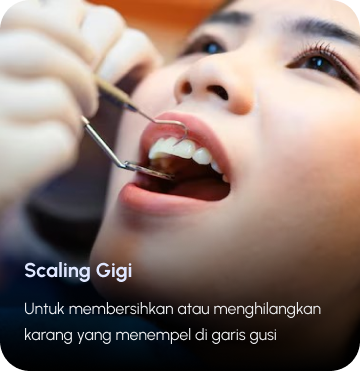 Scaling Gigi
Untuk membersihkan atau menghilangkan
karang yang menempel di garis gusi